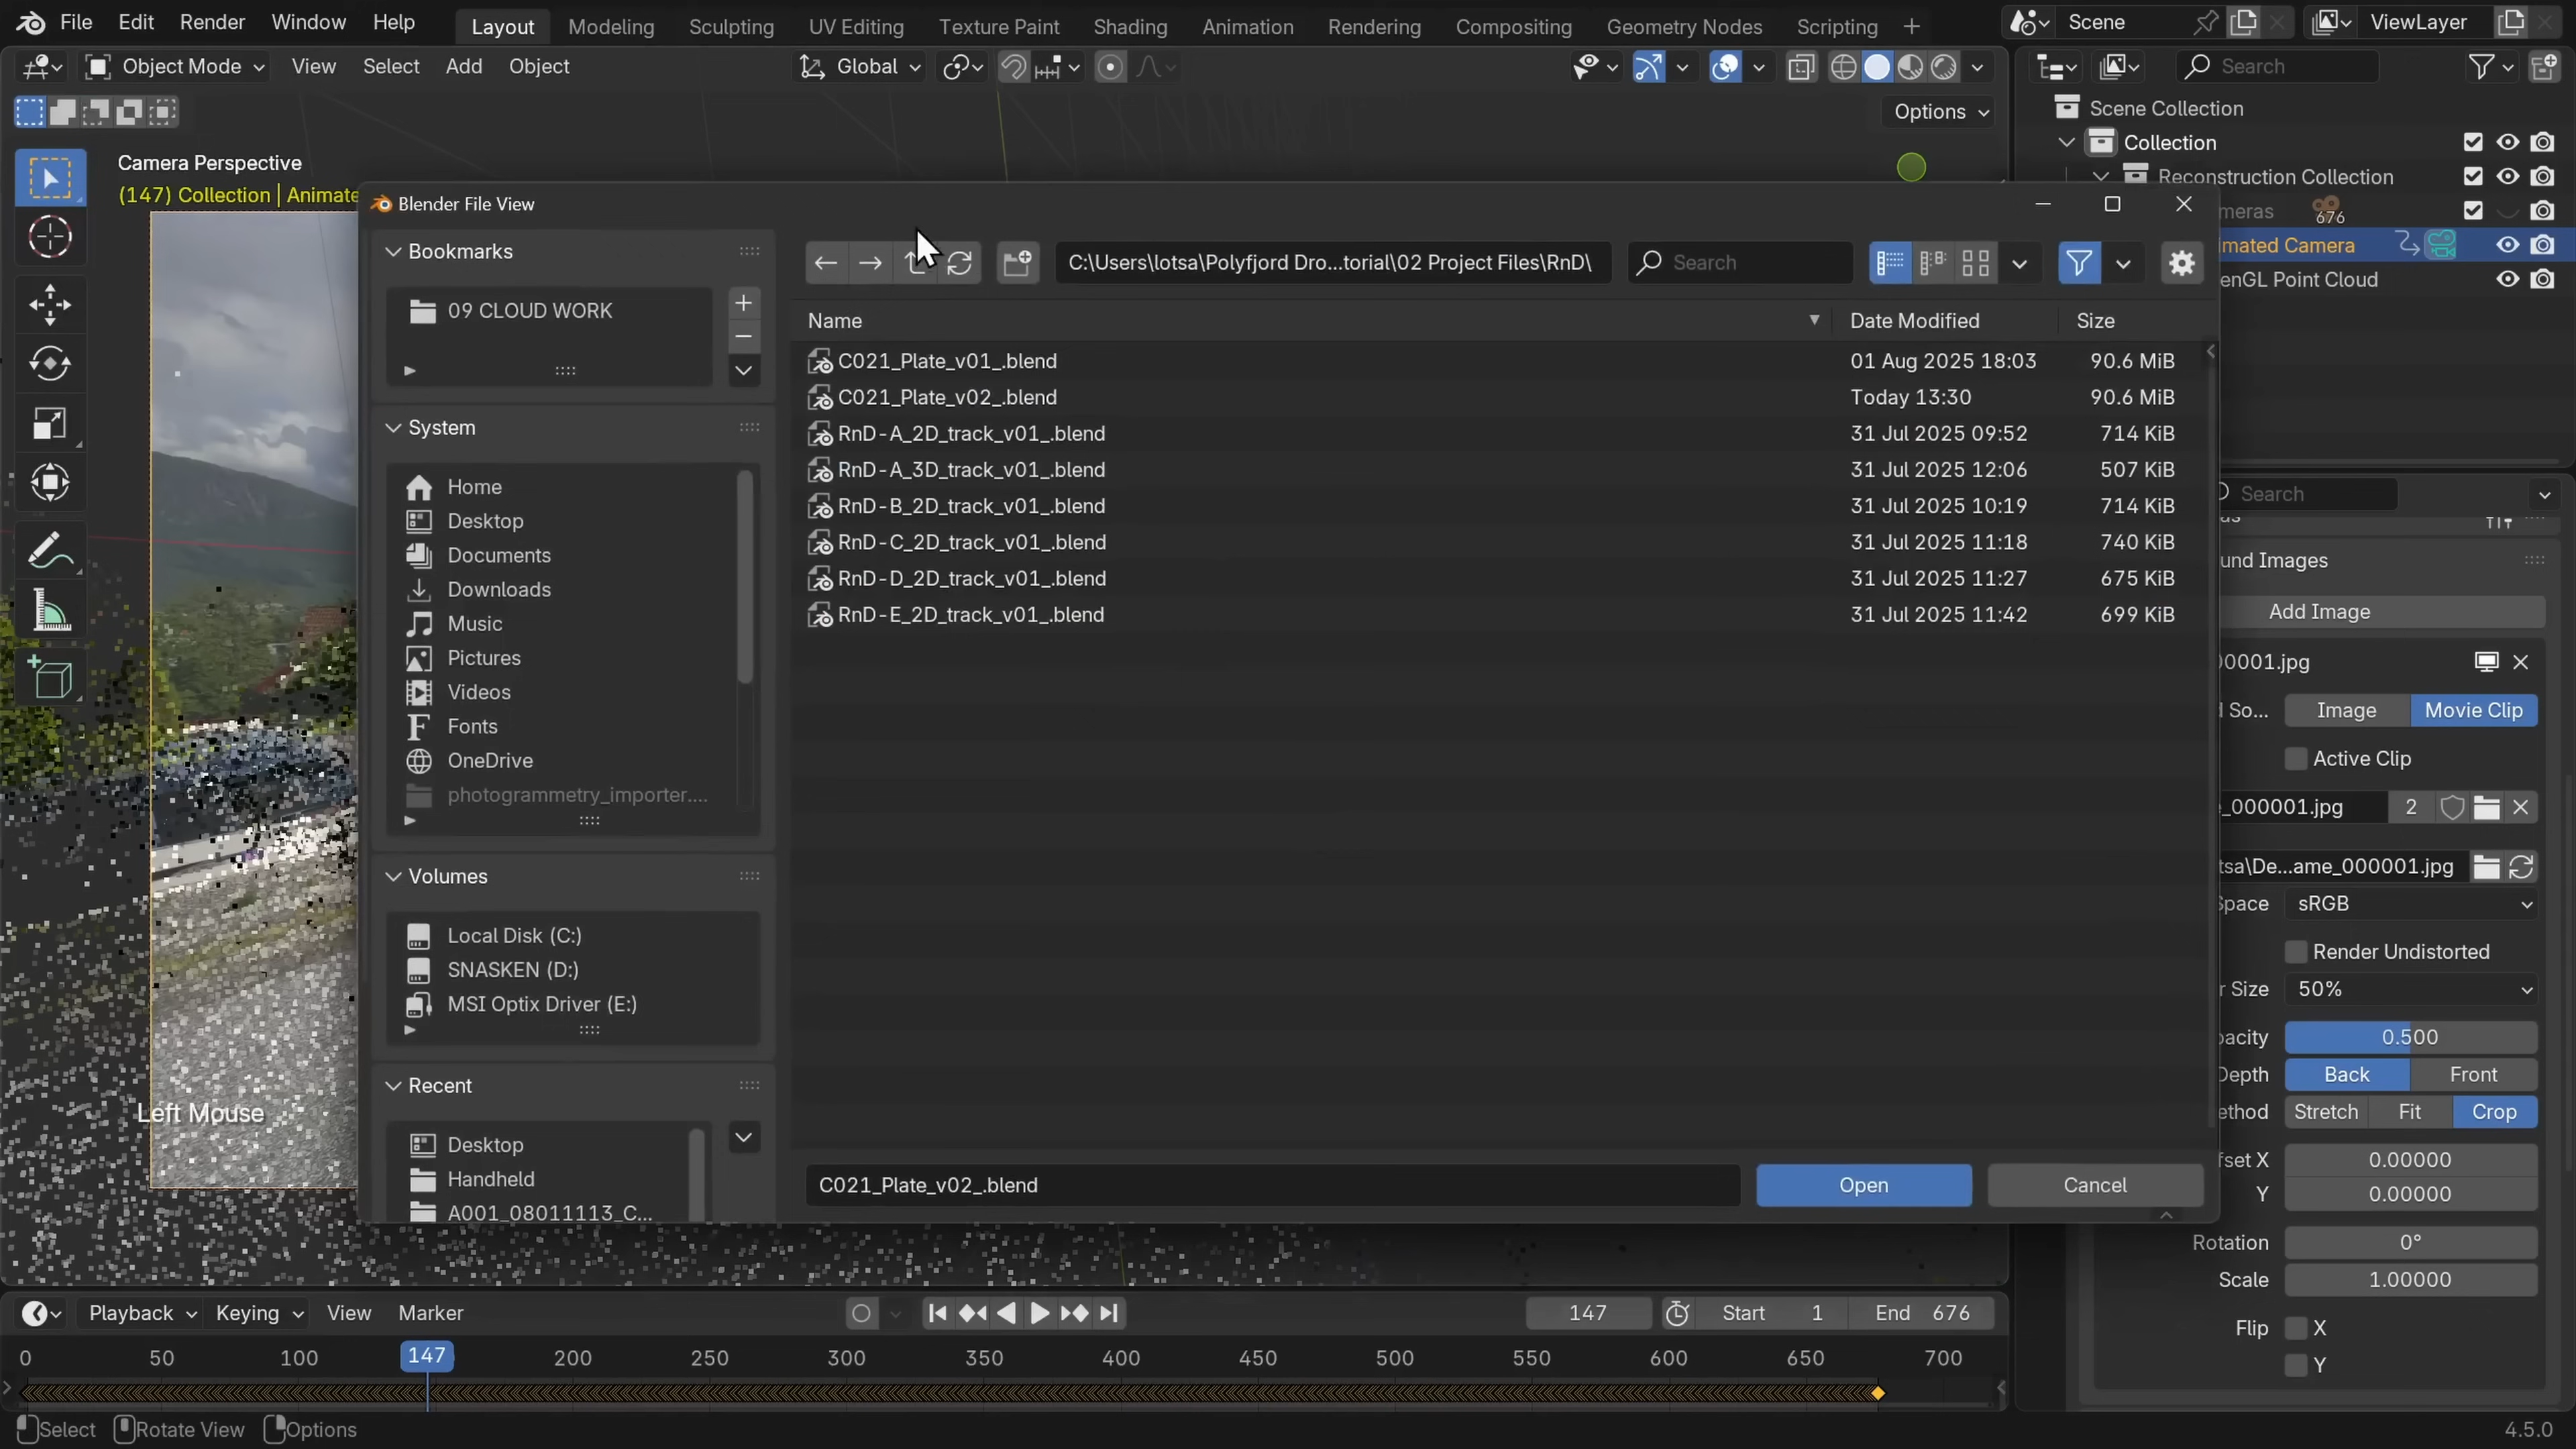 File Edit Render Window Help Layout Modeling Sculpting UV Editing Texture Paint Shading Animation Rendering Compositing Geometry Nodes Scripting + Scene ViewLayer
Object Mode View Select Add Object Global Search
Options
Scene Collection
Collection
Reconstruction Collection
meras 676
mated Camera
enGL Point Cloud
Camera Perspective
(147) Collection | Animate
Blender File View
Bookmarks
09 CLOUD WORK
System
Home
Desktop
Documents
Downloads
Music
Pictures
Videos
Fonts
OneDrive
photogrammetry_importer....
Volumes
Local Disk (C:)
SNASKEN (D:)
MSI Optix Driver (E:)
Recent
Desktop
Handheld
A001_08011113_C...
C:\Users\lotsa\Polyfjord Dro...torial\02 Project Files\RnD\ Search
Name Date Modified Size
C021_Plate_v01_.blend 01 Aug 2025 18:03 90.6 MiB
C021_Plate_v02_.blend Today 13:30 90.6 MiB
RnD-A_2D_track_v01_.blend 31 Jul 2025 09:52 714 KiB
RnD-A_3D_track_v01_.blend 31 Jul 2025 12:06 507 KiB
RnD-B_2D_track_v01_.blend 31 Jul 2025 10:19 714 KiB
RnD-C_2D_track_v01_.blend 31 Jul 2025 11:18 740 KiB
RnD-D_2D_track_v01_.blend 31 Jul 2025 11:27 675 KiB
RnD-E_2D_track_v01_.blend 31 Jul 2025 11:42 699 KiB
C021_Plate_v02_.blend Open Cancel
Search
und Images
Add Image
00001.jpg
d So... Image Movie Clip
Active Clip
_000001.jpg 2
tsa\De...ame_000001.jpg
Space sRGB
Render Undistorted
r Size 50%
pacity 0.500
Depth Back Front
ethod Stretch Fit Crop
ffset X 0.00000
Y 0.00000
Rotation 0°
Scale 1.00000
Flip X
Y
Left Mouse
Playback Keying View Marker 147 Start 1 End 676
0 50 100 147 200 250 300 350 400 450 500 550 600 650 700
Select Rotate View Options 4.5.0